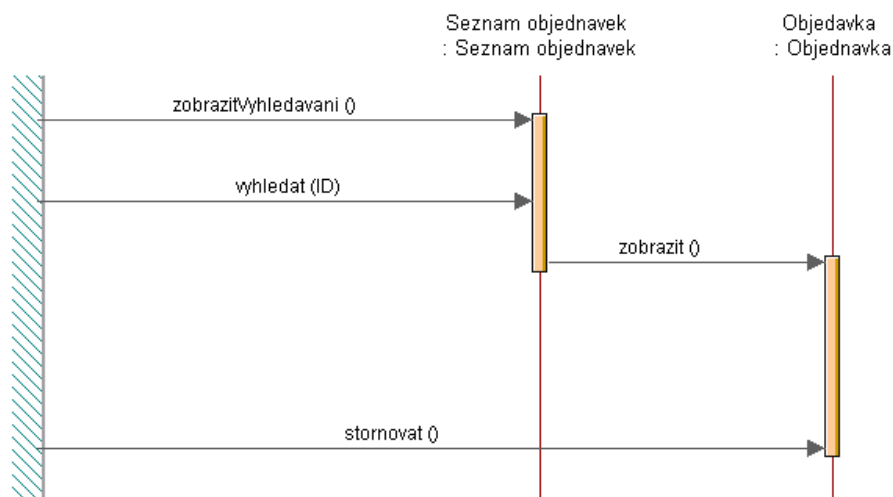 Seznam objednavek
: Seznam objednavek
Objedavka
: Objednavka
zobrazitVyhledavani ()
vyhledat (ID)
zobrazit ()
stornovat ()